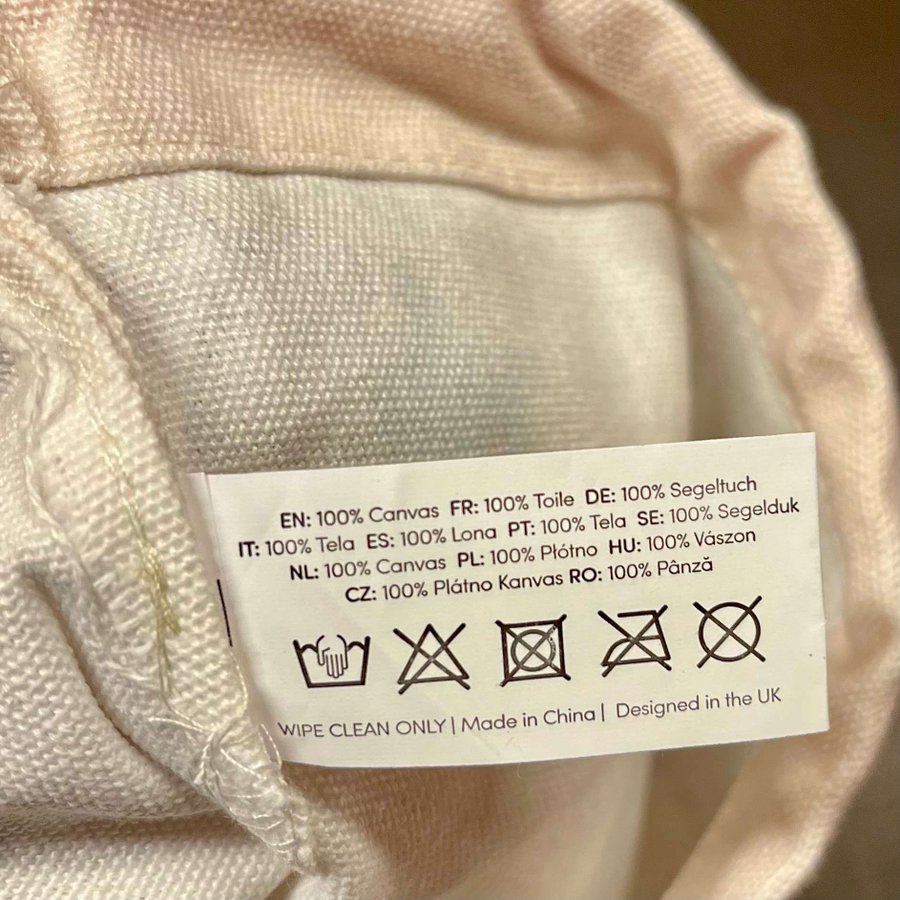 EN: 100% Canvas FR: 100% Toile DE: 100% Segeltuch
IT: 100% Tela ES: 100% Lona PT: 100% Tela SE: 100% Segelduk
NL: 100% Canvas PL: 100% Płótno HU: 100% Vászon
CZ: 100% Plátno Kanvas RO: 100% Pânză
WIPE CLEAN ONLY | Made in China | Designed in the UK